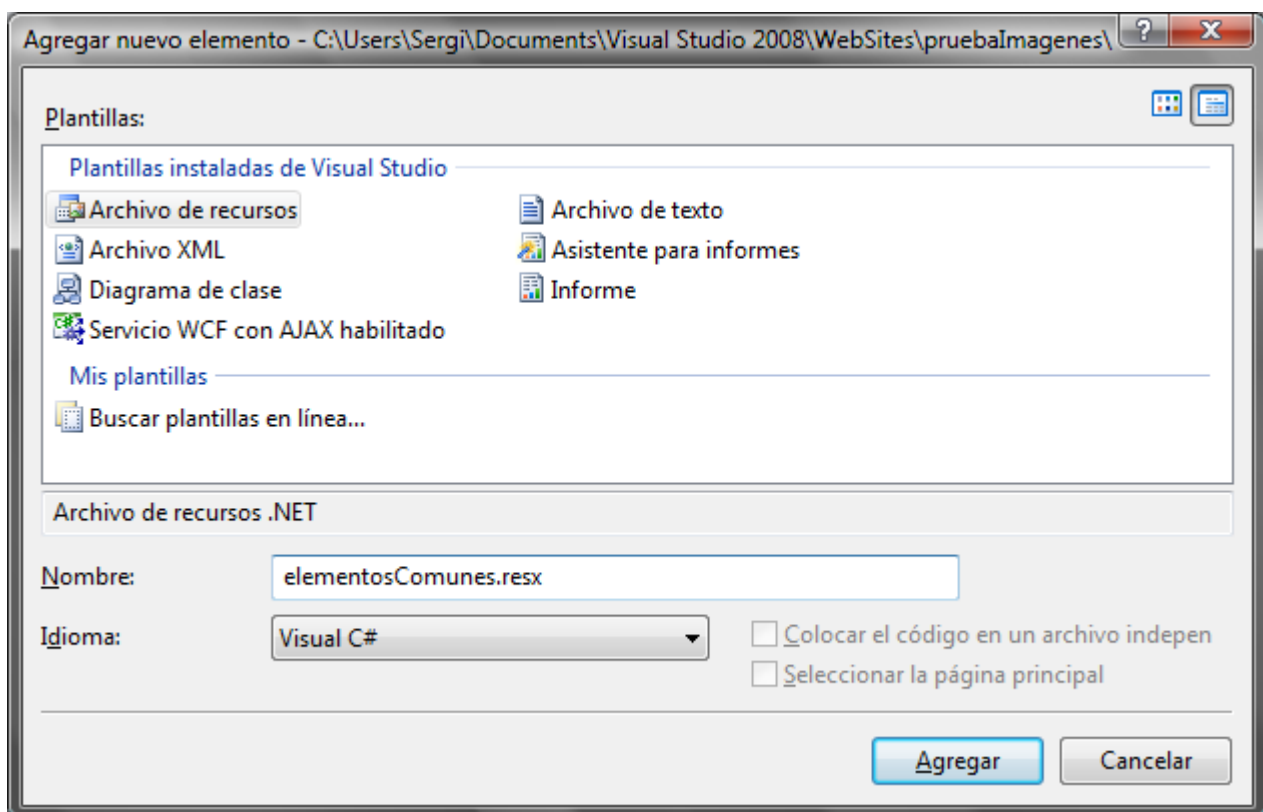 Agregar nuevo elemento - C:\Users\Sergi\Documents\Visual Studio 2008\WebSites\pruebaImagenes\
Plantillas:
Plantillas instaladas de Visual Studio
Archivo de recursos
Archivo de texto
Archivo XML
Asistente para informes
Diagrama de clase
Informe
Servicio WCF con AJAX habilitado
Mis plantillas
Buscar plantillas en línea...
Archivo de recursos .NET
Nombre:
elementosComunes.resx
Idioma:
Visual C#
Colocar el código en un archivo indepen
Seleccionar la página principal
Agregar
Cancelar